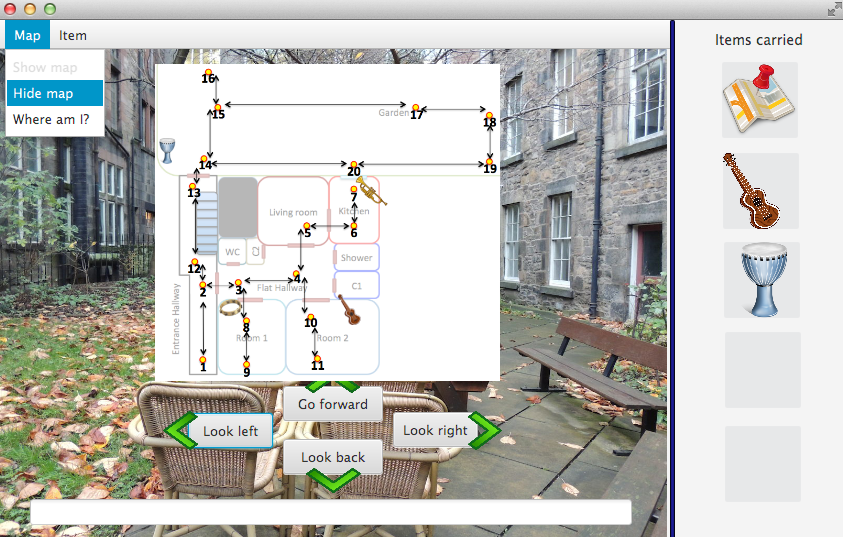 Map Item
Show map
Hide map
Where am I?
Items carried
16
15
Garden
17
18
14
20
19
13
7
Living room
Kitchen
5
6
WC
C2
Shower
12
4
2
3
Flat Hallway
C1
Entrance Hallway
8
10
Room 1
Room 2
1
9
11
Go forward
Look left
Look right
Look back